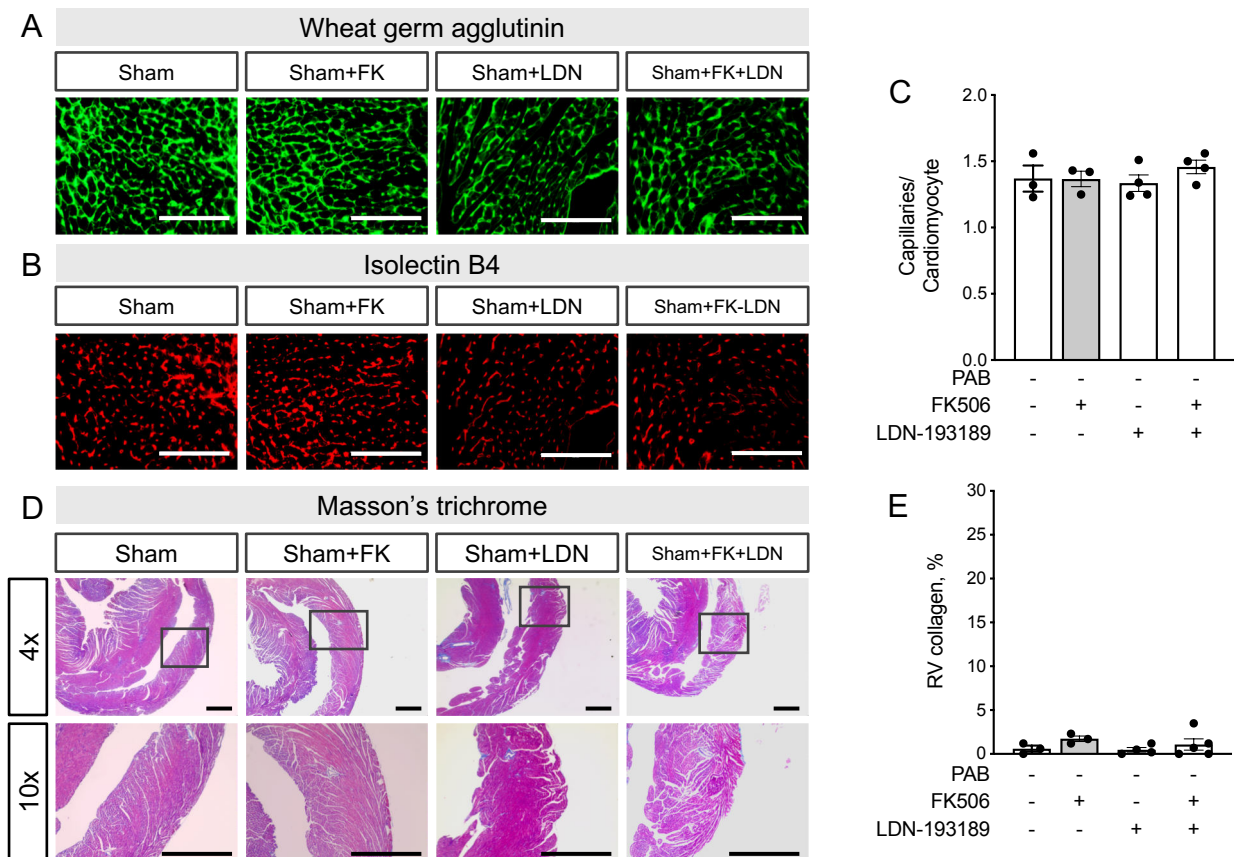 A
Wheat germ agglutinin
Sham
Sham+FK
Sham+LDN
Sham+FK+LDN
B
Isolectin B4
Sham
Sham+FK
Sham+LDN
Sham+FK-LDN
C
Capillaries/
Cardiomyocyte
2.0
1.5
1.0
0.5
0.0
PAB - - - -
FK506 - + - +
LDN-193189 - - + +
D
Masson's trichrome
Sham
Sham+FK
Sham+LDN
Sham+FK+LDN
4x
10x
E
RV collagen, %
30
25
20
15
10
5
0
PAB - - - -
FK506 - + - +
LDN-193189 - - + +